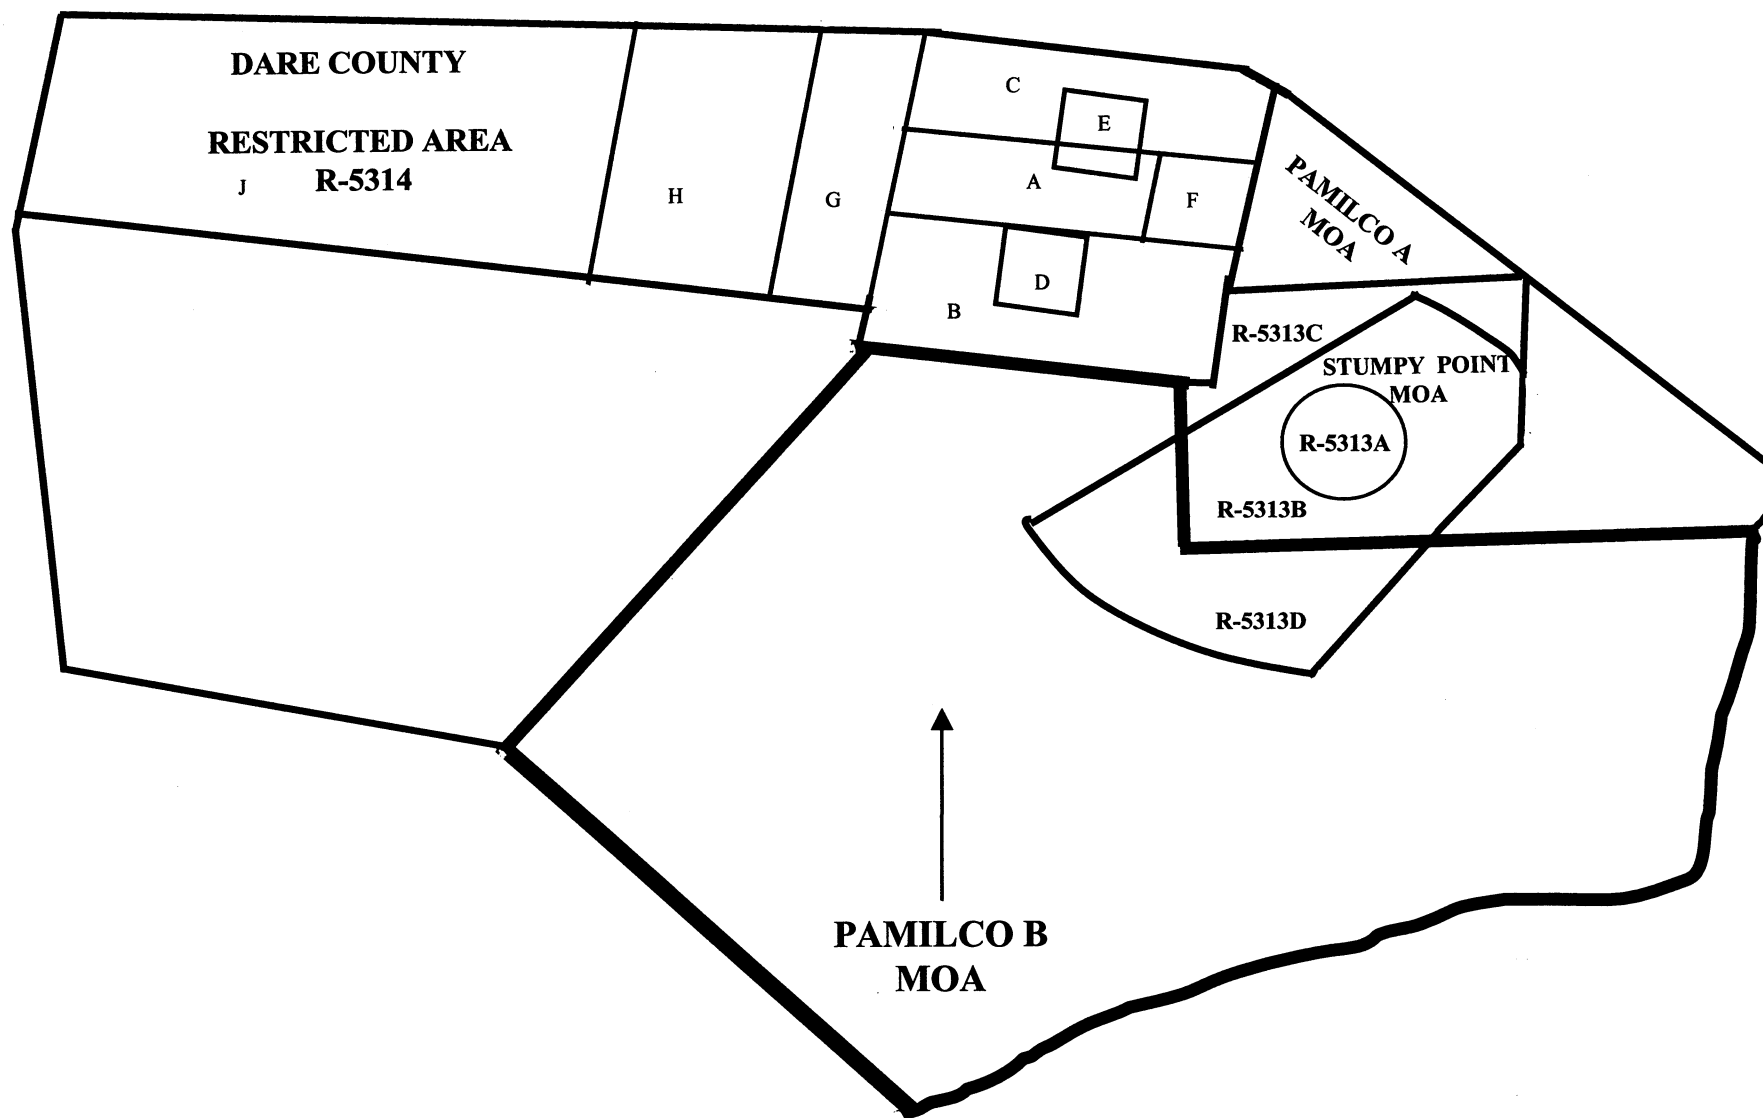 DARE COUNTY
RESTRICTED AREA
J R-5314
H
G
C
E
A
F
D
B
PAMILCO A
MOA
R-5313C
STUMPY POINT
MOA
R-5313A
R-5313B
R-5313D
PAMILCO B
MOA